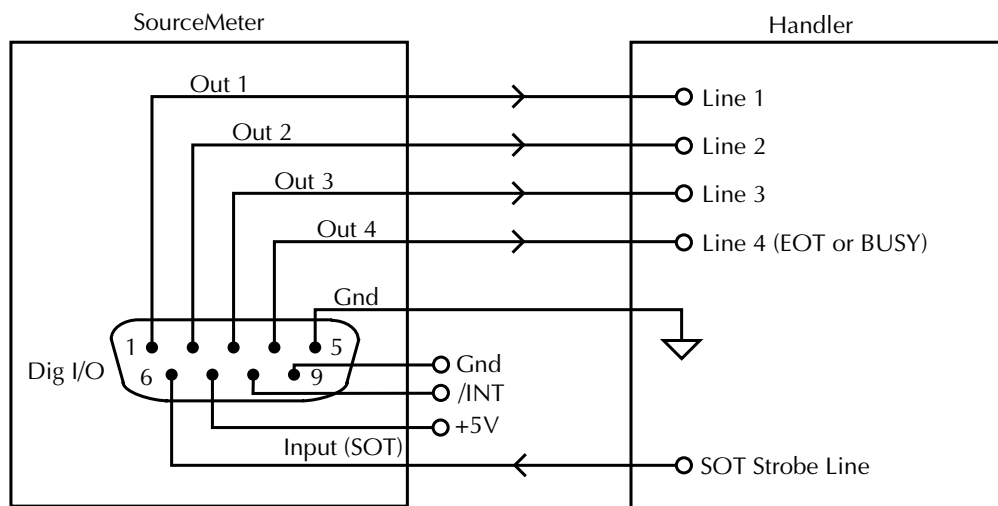 SourceMeter
Handler
Out 1
Line 1
Out 2
Line 2
Out 3
Line 3
Out 4
Line 4 (EOT or BUSY)
Gnd
1
5
Dig I/O
6
9
Gnd
/INT
+5V
Input (SOT)
SOT Strobe Line